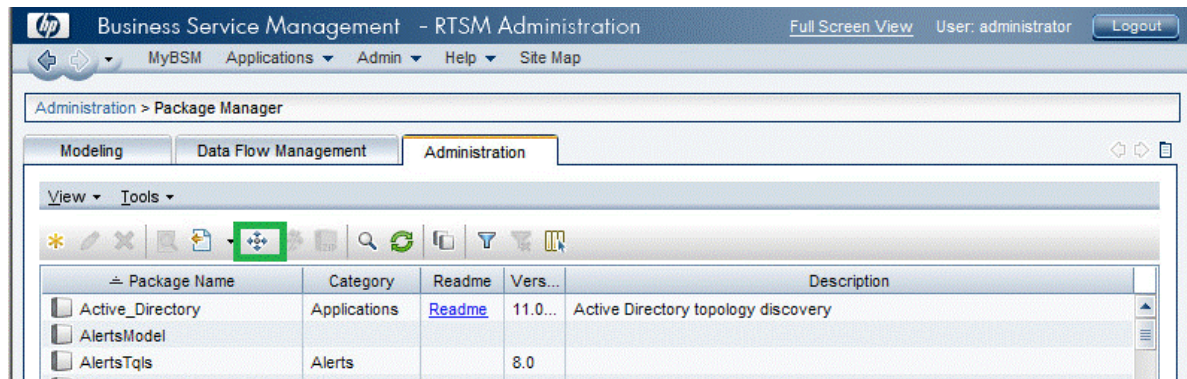 hp Business Service Management - RTSM Administration Full Screen View User: administrator Logout
MyBSM Applications Admin Help Site Map
Administration > Package Manager
Modeling Data Flow Management Administration
View Tools
Package Name Category Readme Vers... Description
Active_Directory Applications Readme 11.0... Active Directory topology discovery
AlertsModel
AlertsTqls Alerts 8.0